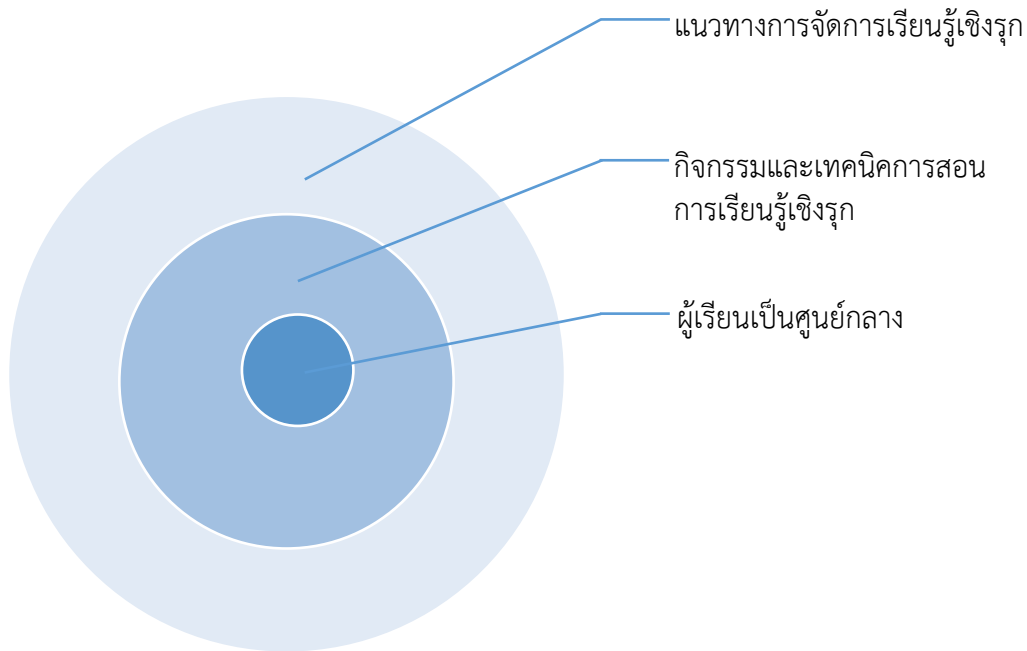 แนวทางการจัดการเรียนรู้เชิงรุก
กิจกรรมและเทคนิคการสอน
การเรียนรู้เชิงรุก
ผู้เรียนเป็นศูนย์กลาง